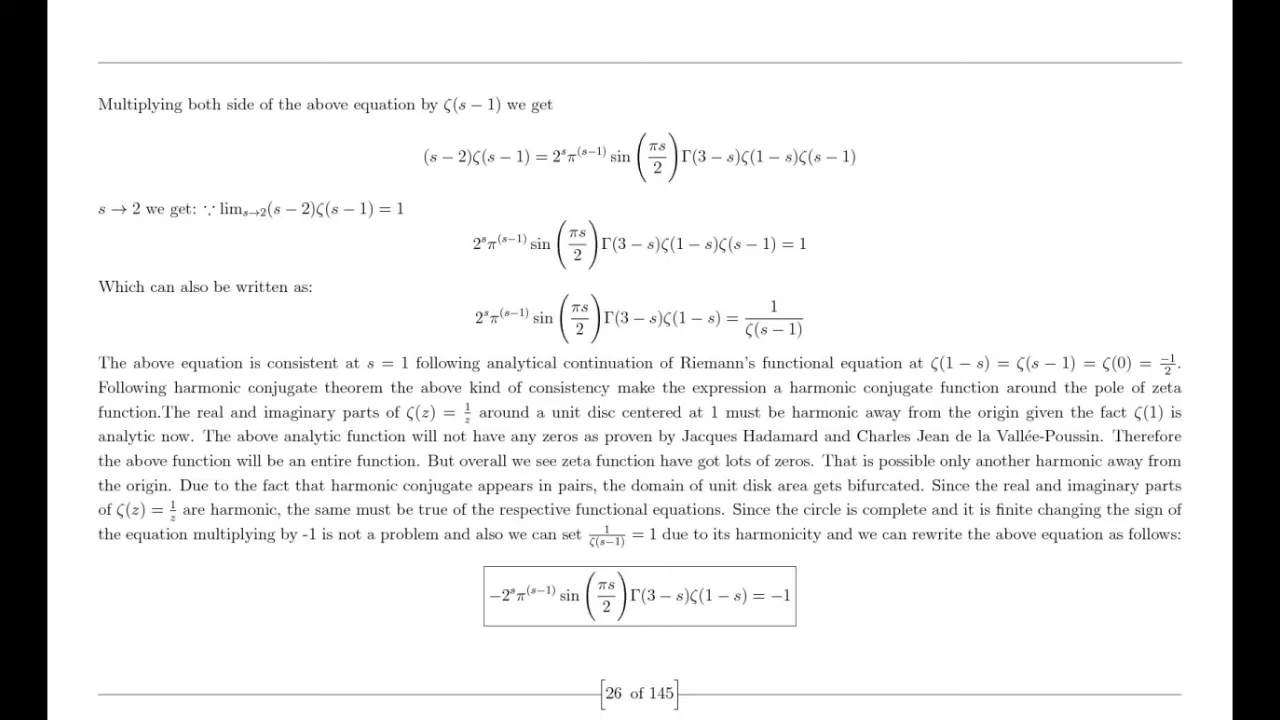 Multiplying both side of the above equation by ζ(s − 1) we get
(s − 2)ζ(s − 1) = 2^s π^(s−1) sin(πs/2) Γ(3 − s)ζ(1 − s)ζ(s − 1)
s → 2 we get: ∵ lim_{s→2}(s − 2)ζ(s − 1) = 1
2^s π^(s−1) sin(πs/2) Γ(3 − s)ζ(1 − s)ζ(s − 1) = 1
Which can also be written as:
2^s π^(s−1) sin(πs/2) Γ(3 − s)ζ(1 − s) = 1/ζ(s − 1)
The above equation is consistent at s = 1 following analytical continuation of Riemann's functional equation at ζ(1 − s) = ζ(s − 1) = ζ(0) = −1/2.
Following harmonic conjugate theorem the above kind of consistency make the expression a harmonic conjugate function around the pole of zeta
function.The real and imaginary parts of ζ(z) = 1/z around a unit disc centered at 1 must be harmonic away from the origin given the fact ζ(1) is
analytic now. The above analytic function will not have any zeros as proven by Jacques Hadamard and Charles Jean de la Vallée-Poussin. Therefore
the above function will be an entire function. But overall we see zeta function have got lots of zeros. That is possible only another harmonic away from
the origin. Due to the fact that harmonic conjugate appears in pairs, the domain of unit disk area gets bifurcated. Since the real and imaginary parts
of ζ(z) = 1/z are harmonic, the same must be true of the respective functional equations. Since the circle is complete and it is finite changing the sign of
the equation multiplying by -1 is not a problem and also we can set 1/ζ(s−1) = 1 due to its harmonicity and we can rewrite the above equation as follows:
−2^s π^(s−1) sin(πs/2) Γ(3 − s)ζ(1 − s) = −1
[26 of 145]